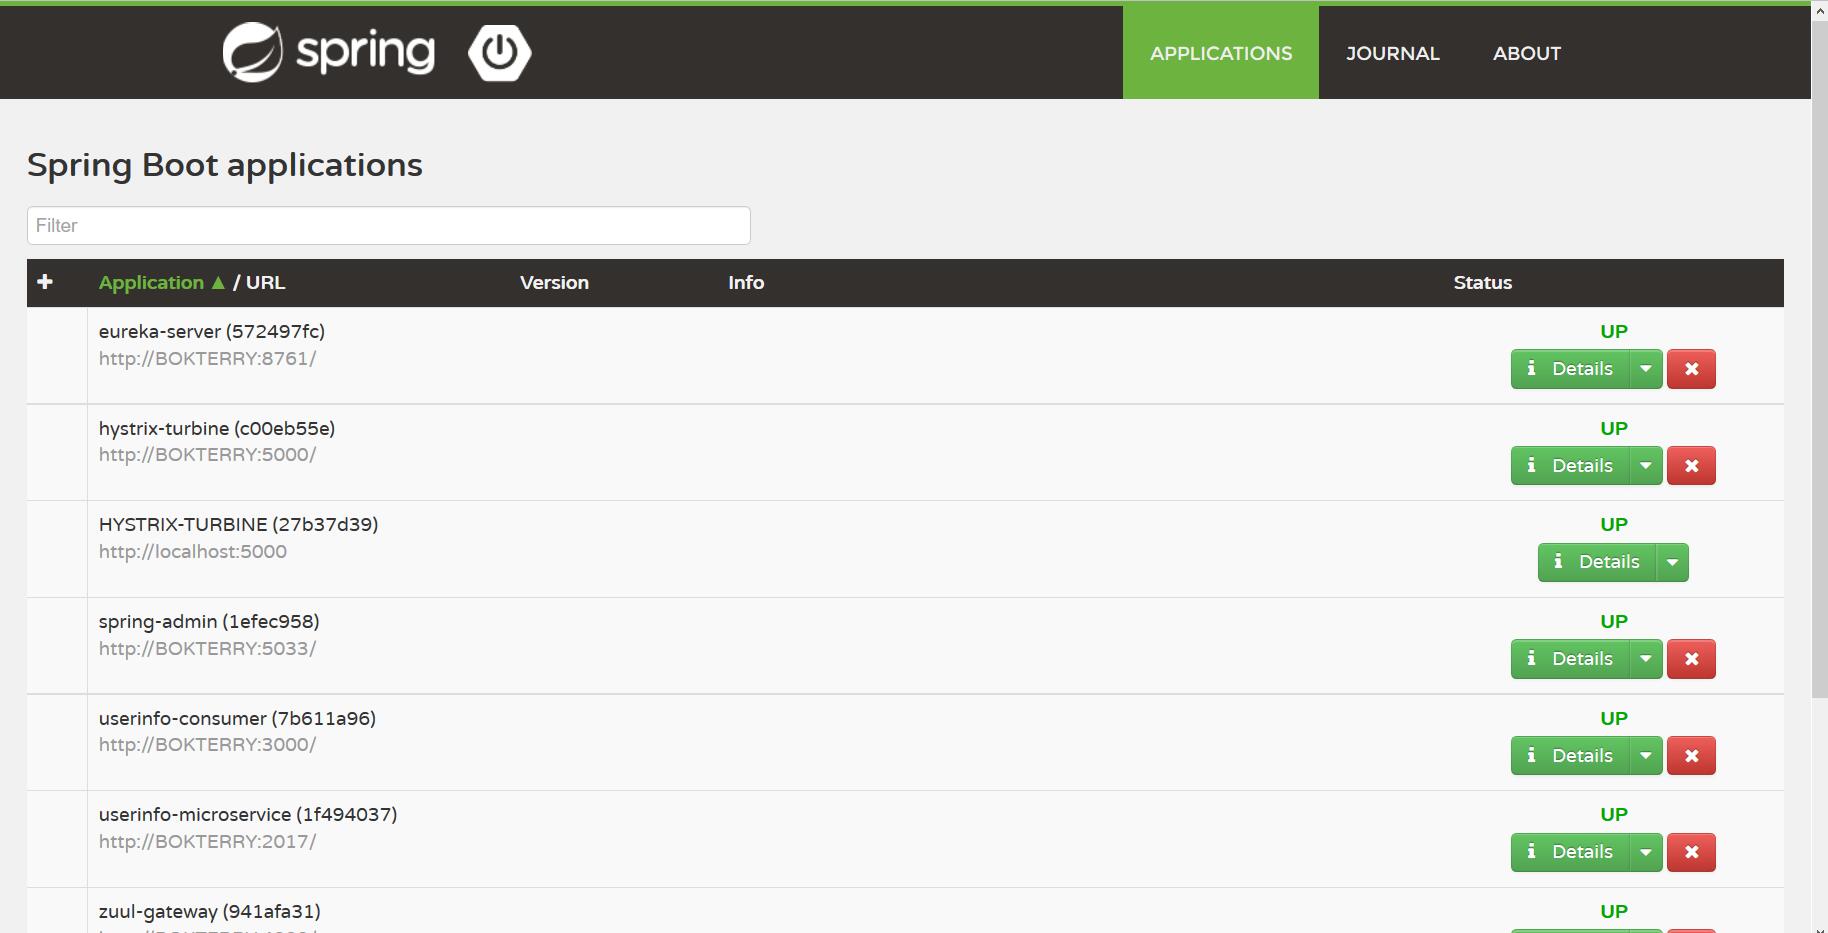 spring
APPLICATIONS
JOURNAL
ABOUT
Spring Boot applications
Filter
Application ▲ / URL Version Info Status
eureka-server (572497fc)
UP
http://BOKTERRY:8761/
Details
hystrix-turbine (c00eb55e)
UP
http://BOKTERRY:5000/
Details
HYSTRIX-TURBINE (27b37d39)
UP
http://localhost:5000
Details
spring-admin (1efec958)
UP
http://BOKTERRY:5033/
Details
userinfo-consumer (7b611a96)
UP
http://BOKTERRY:3000/
Details
userinfo-microservice (1f494037)
UP
http://BOKTERRY:2017/
Details
zuul-gateway (941afa31)
UP